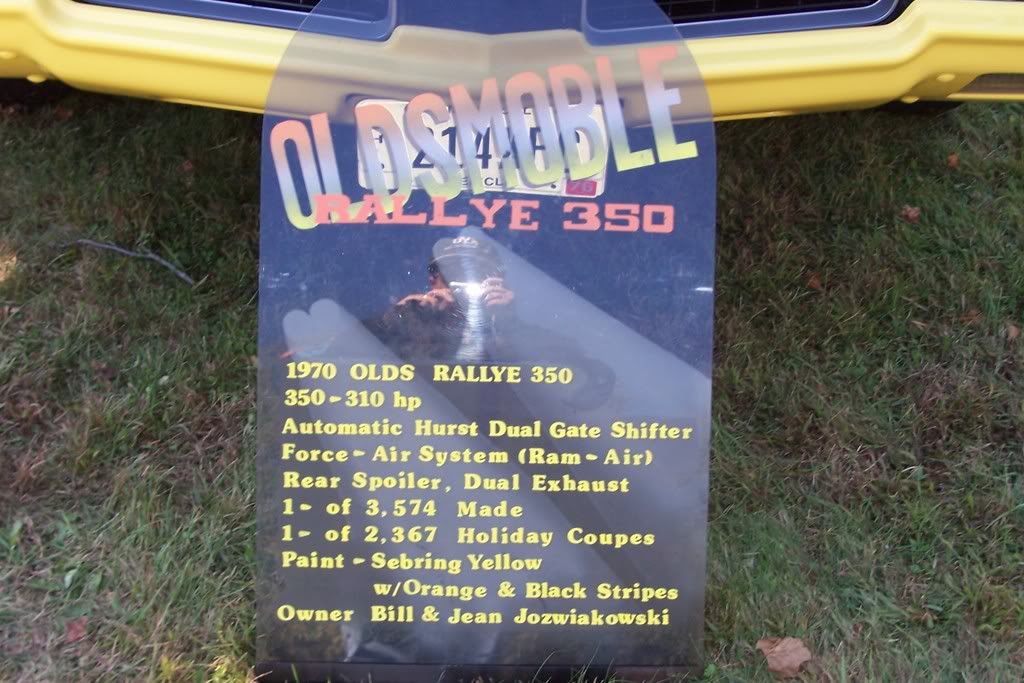 OLDSMOBLE
RALLYE 350
1970 OLDS RALLYE 350
350-310 hp
Automatic Hurst Dual Gate Shifter
Force-Air System (Ram-Air)
Rear Spoiler, Dual Exhaust
1- of 3,574 Made
1- of 2,367 Holiday Coupes
Paint - Sebring Yellow
w/Orange & Black Stripes
Owner Bill & Jean Jozwiakowski